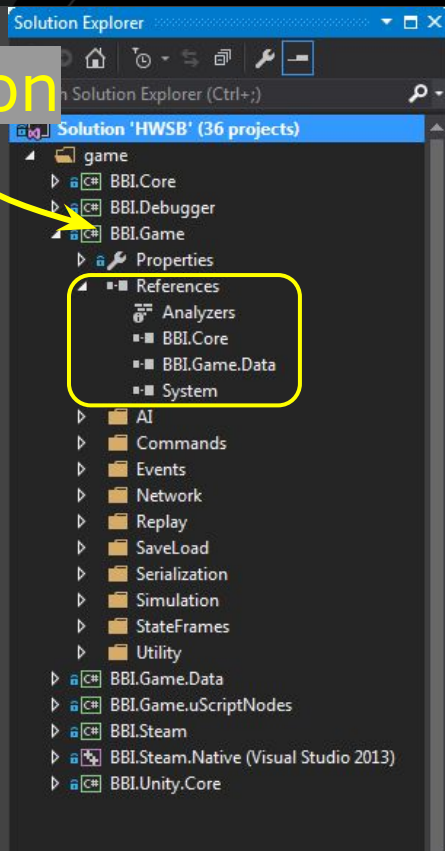 Solution Explorer
on
Solution Explorer (Ctrl+;)
Solution 'HWSB' (36 projects)
game
C# BBI.Core
C# BBI.Debugger
C# BBI.Game
Properties
References
Analyzers
BBI.Core
BBI.Game.Data
System
AI
Commands
Events
Network
Replay
SaveLoad
Serialization
Simulation
StateFrames
Utility
C# BBI.Game.Data
C# BBI.Game.uScriptNodes
C# BBI.Steam
BBI.Steam.Native (Visual Studio 2013)
C# BBI.Unity.Core